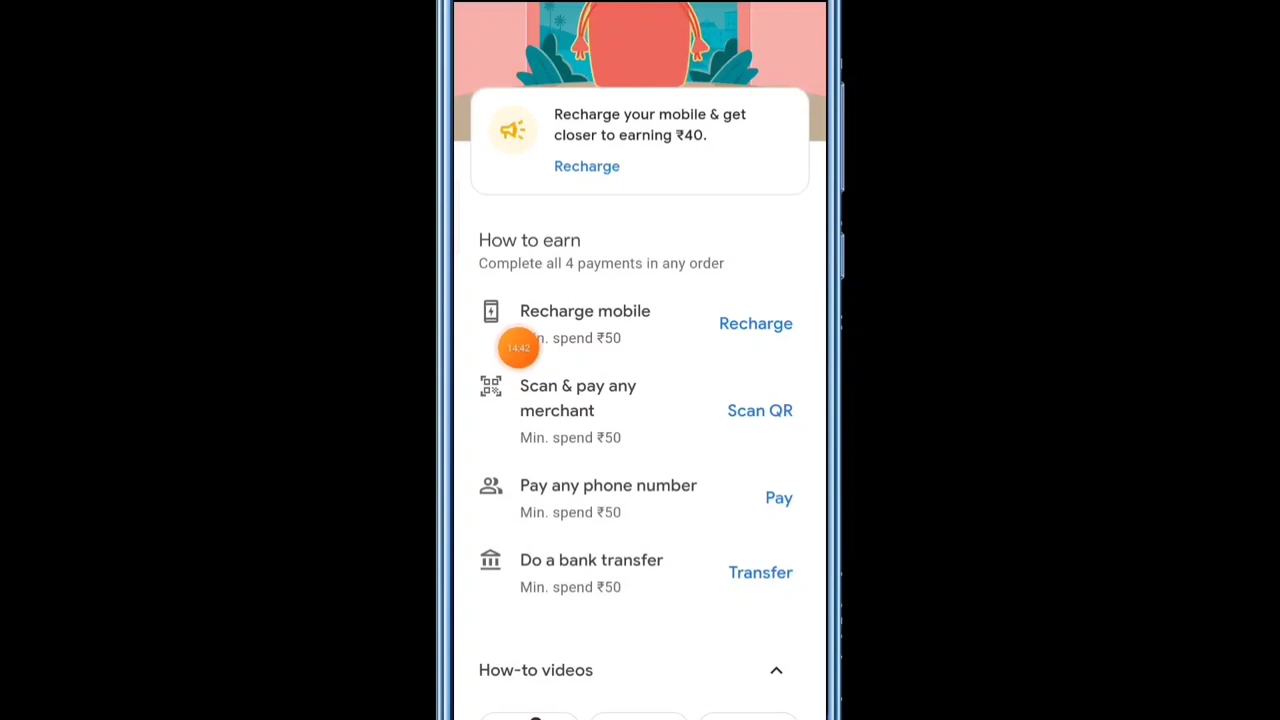 Recharge your mobile & get
closer to earning ₹40.
Recharge
How to earn
Complete all 4 payments in any order
Recharge mobile
spend ₹50
Recharge
14:42
Scan & pay any
merchant
Min. spend ₹50
Scan QR
Pay any phone number
Min. spend ₹50
Pay
Do a bank transfer
Min. spend ₹50
Transfer
How-to videos